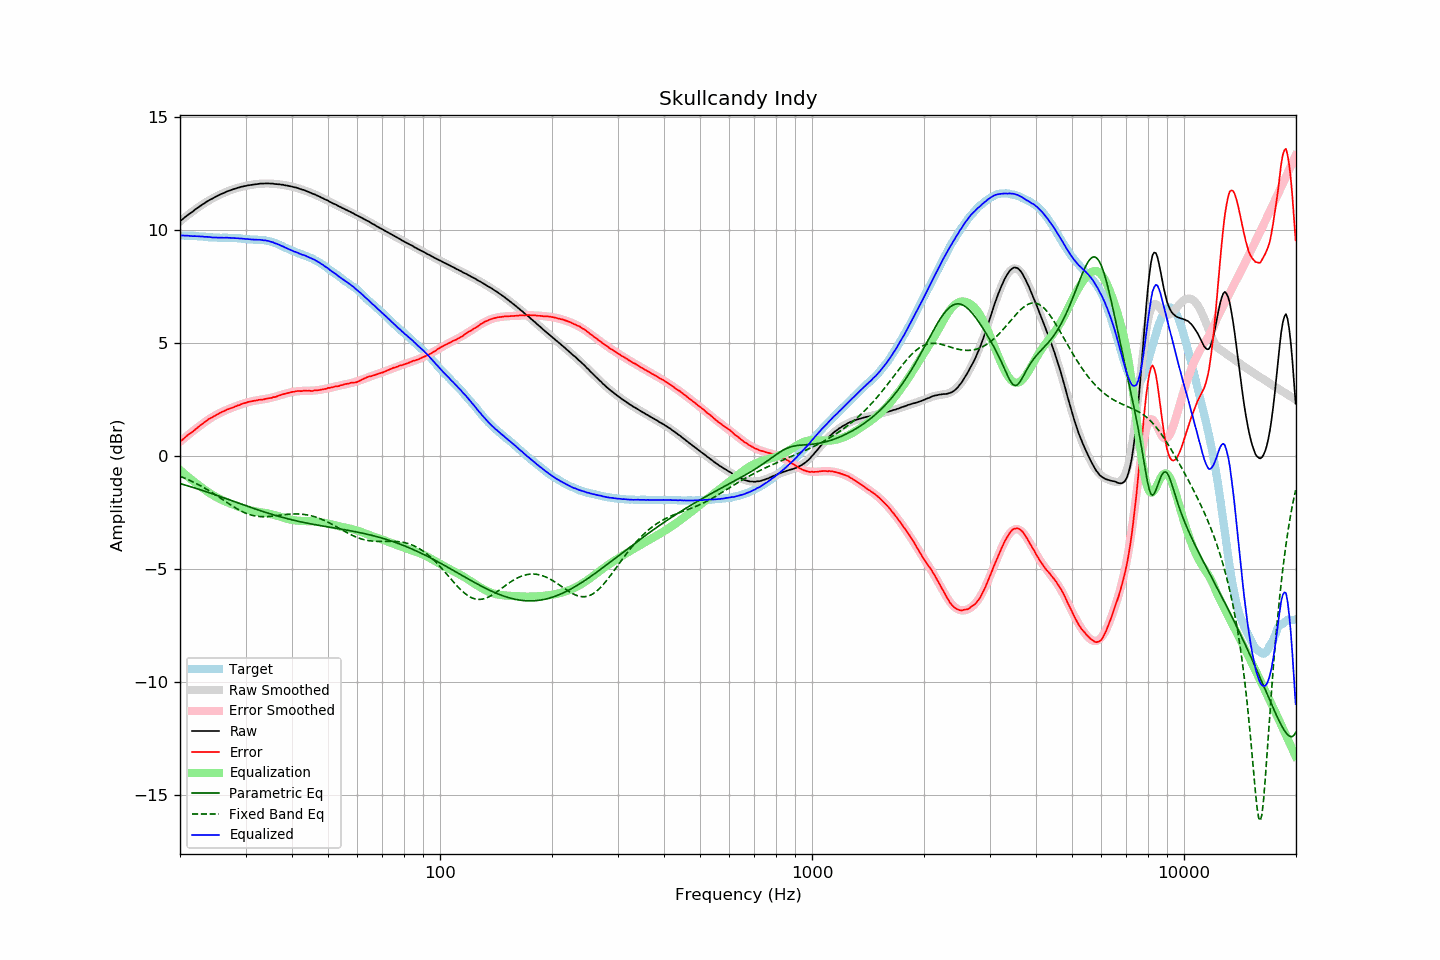 Skullcandy Indy
15
10
5
0
−5
−10
−15
Amplitude (dBr)
100
1000
10000
Frequency (Hz)
Target
Raw Smoothed
Error Smoothed
Raw
Error
Equalization
Parametric Eq
Fixed Band Eq
Equalized